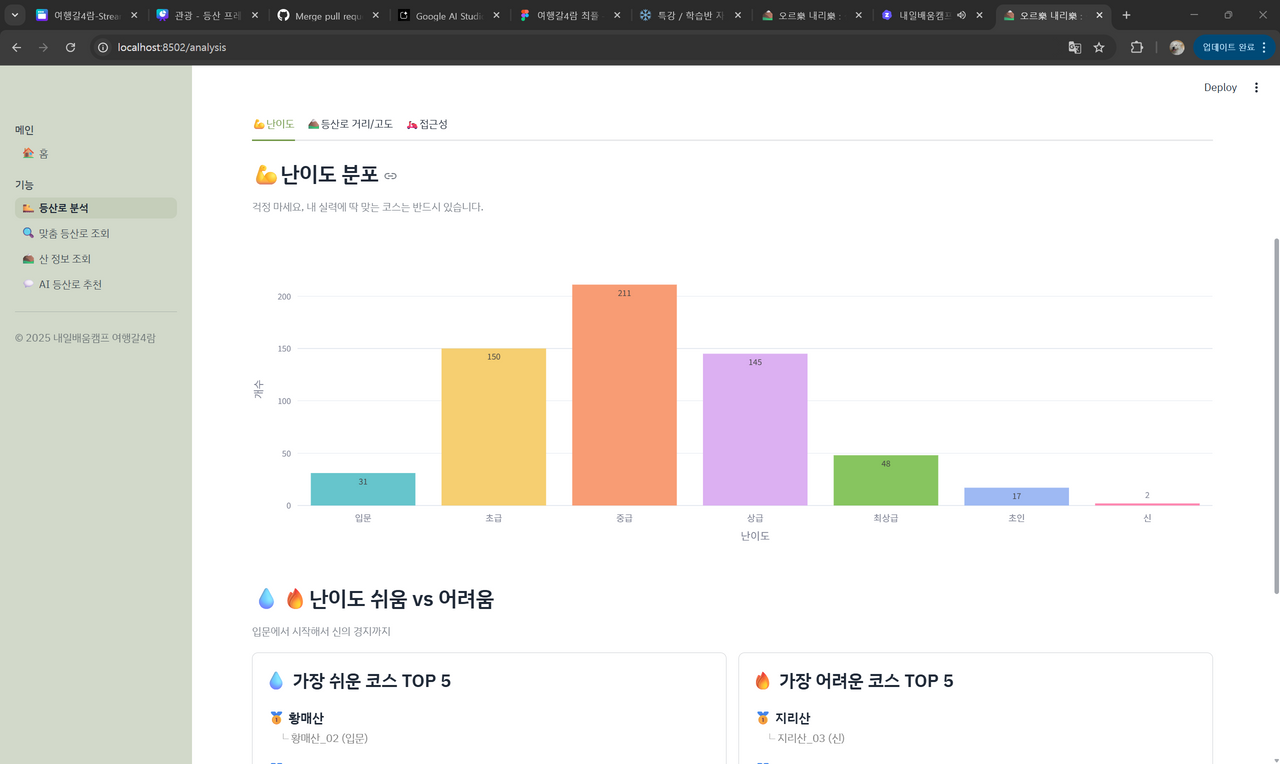 여행갈4람-Strean
관광 - 등산 프레
Merge pull requ
Google AI Studi
여행갈4람 최종
특강 / 학습반 지
오르樂 내리樂 :
내일배움캠프
오르樂 내리樂 :
localhost:8502/analysis
업데이트 완료
Deploy
메인
홈
기능
등산로 분석
맞춤 등산로 조회
산 정보 조회
AI 등산로 추천
© 2025 내일배움캠프 여행갈4람
난이도
등산로 거리/고도
접근성
난이도 분포
걱정 마세요, 내 실력에 딱 맞는 코스는 반드시 있습니다.
개수
200
150
100
50
0
31
150
211
145
48
17
2
입문
초급
중급
상급
최상급
초인
신
난이도
난이도 쉬움 vs 어려움
입문에서 시작해서 신의 경지까지
가장 쉬운 코스 TOP 5
황매산
황매산_02 (입문)
가장 어려운 코스 TOP 5
지리산
지리산_03 (신)